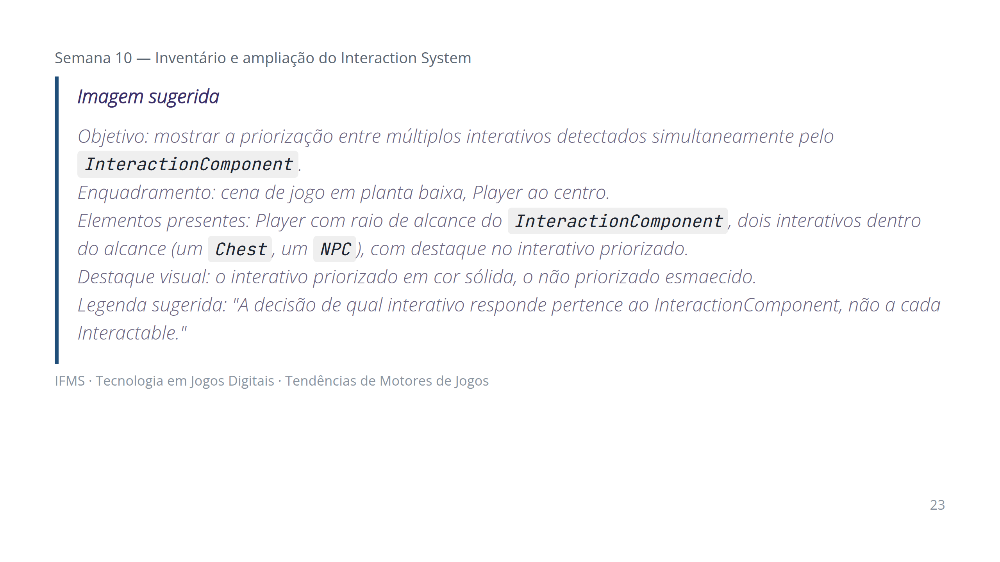 Semana 10 — Inventário e ampliação do Interaction System
Imagem sugerida
Objetivo: mostrar a priorização entre múltiplos interativos detectados simultaneamente pelo
InteractionComponent.
Enquadramento: cena de jogo em planta baixa, Player ao centro.
Elementos presentes: Player com raio de alcance do InteractionComponent, dois interativos dentro
do alcance (um Chest, um NPC), com destaque no interativo priorizado.
Destaque visual: o interativo priorizado em cor sólida, o não priorizado esmaecido.
Legenda sugerida: "A decisão de qual interativo responde pertence ao InteractionComponent, não a cada
Interactable."
IFMS · Tecnologia em Jogos Digitais · Tendências de Motores de Jogos
23